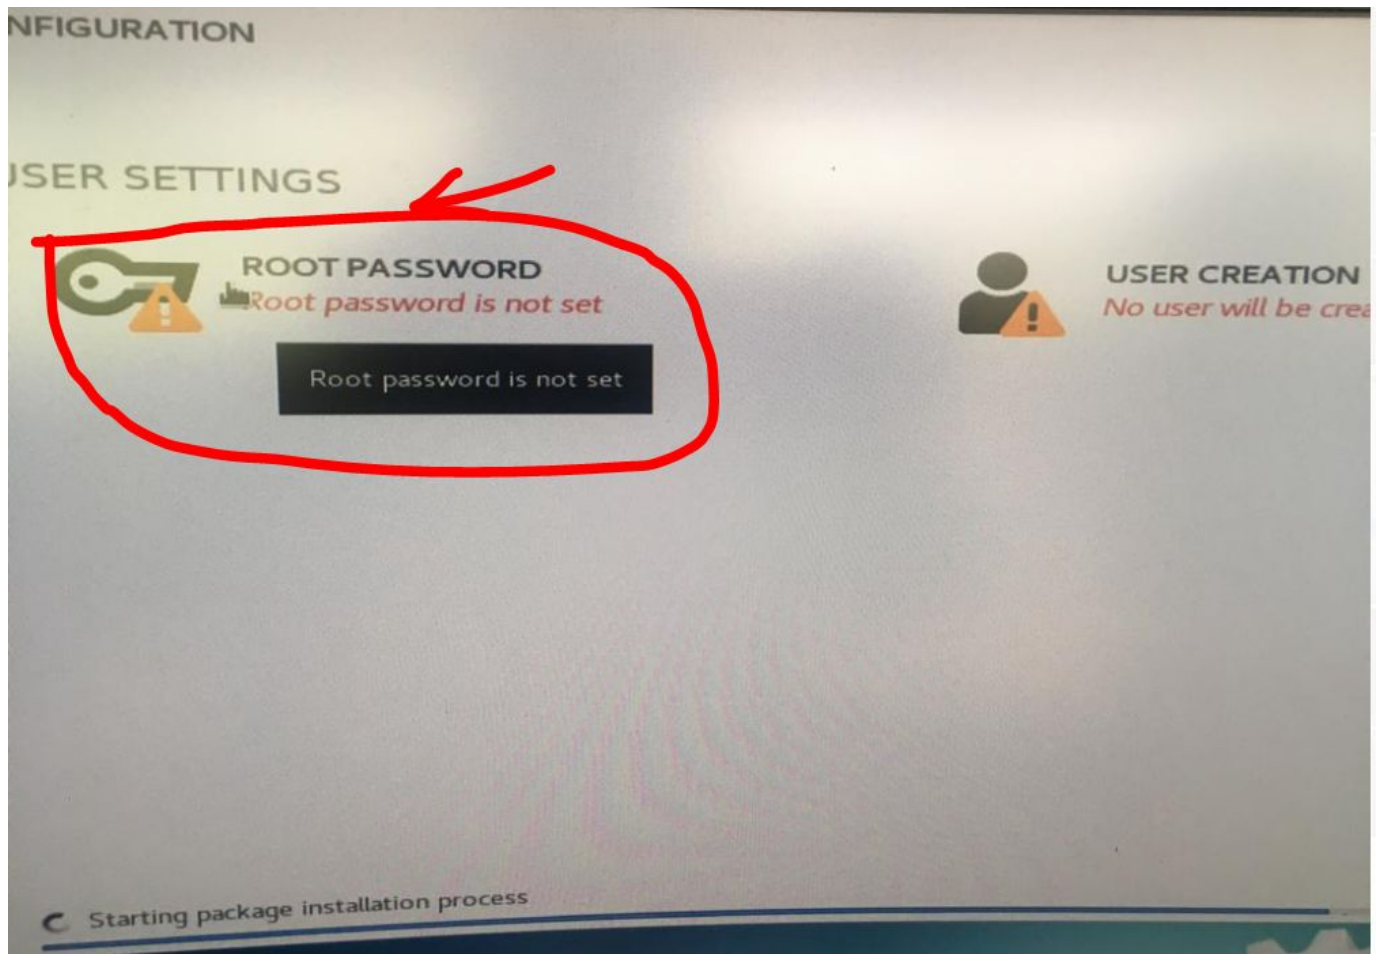 NFIGURATION
USER SETTINGS
ROOT PASSWORD
Root password is not set
Root password is not set
USER CREATION
No user will be crea
Starting package installation process